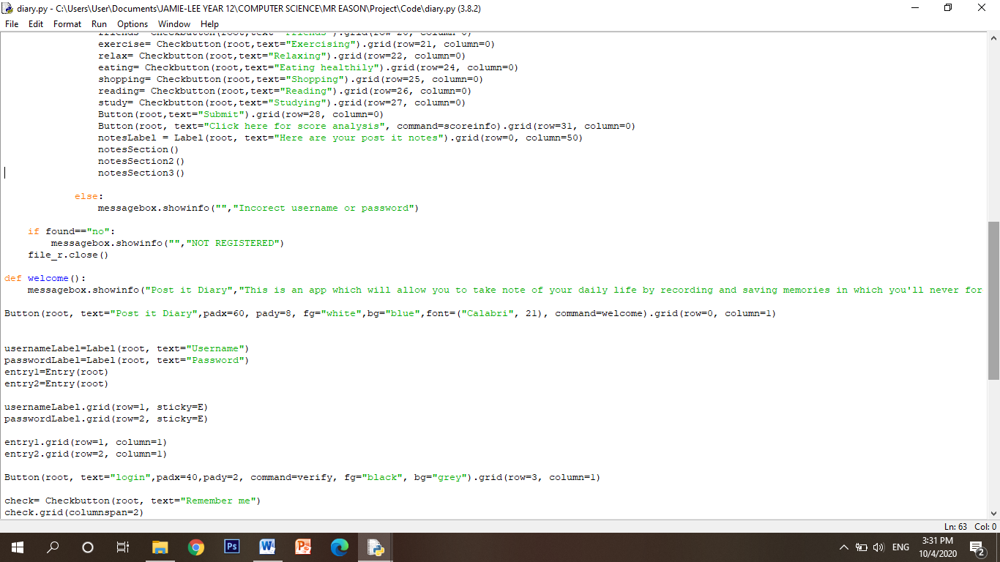 diary.py - C:\Users\User\Documents\JAMIE-LEE YEAR 12\COMPUTER SCIENCE\MR EASON\Project\Code\diary.py (3.8.2)
File Edit Format Run Options Window Help
friends= Checkbutton(root,text="Friends").grid(row=20, column=0)
exercise= Checkbutton(root,text="Exercising").grid(row=21, column=0)
relax= Checkbutton(root,text="Relaxing").grid(row=22, column=0)
eating= Checkbutton(root,text="Eating healthily").grid(row=24, column=0)
shopping= Checkbutton(root,text="Shopping").grid(row=25, column=0)
reading= Checkbutton(root,text="Reading").grid(row=26, column=0)
study= Checkbutton(root,text="Studying").grid(row=27, column=0)
Button(root,text="Submit").grid(row=28, column=0)
Button(root, text="Click here for score analysis", command=scoreinfo).grid(row=31, column=0)
notesLabel = Label(root, text="Here are your post it notes").grid(row=0, column=50)
notesSection()
notesSection2()
notesSection3()
else:
messagebox.showinfo("","Incorect username or password")
if found=="no":
messagebox.showinfo("","NOT REGISTERED")
file_r.close()
def welcome():
messagebox.showinfo("Post it Diary","This is an app which will allow you to take note of your daily life by recording and saving memories in which you'll never for
Button(root, text="Post it Diary",padx=60, pady=8, fg="white",bg="blue",font=("Calabri", 21), command=welcome).grid(row=0, column=1)
usernameLabel=Label(root, text="Username")
passwordLabel=Label(root, text="Password")
entry1=Entry(root)
entry2=Entry(root)
usernameLabel.grid(row=1, sticky=E)
passwordLabel.grid(row=2, sticky=E)
entry1.grid(row=1, column=1)
entry2.grid(row=2, column=1)
Button(root, text="login",padx=40,pady=2, command=verify, fg="black", bg="grey").grid(row=3, column=1)
check= Checkbutton(root, text="Remember me")
check.grid(columnspan=2)
Ln: 63 Col: 0
Ps
ENG
3:31 PM
10/4/2020
2